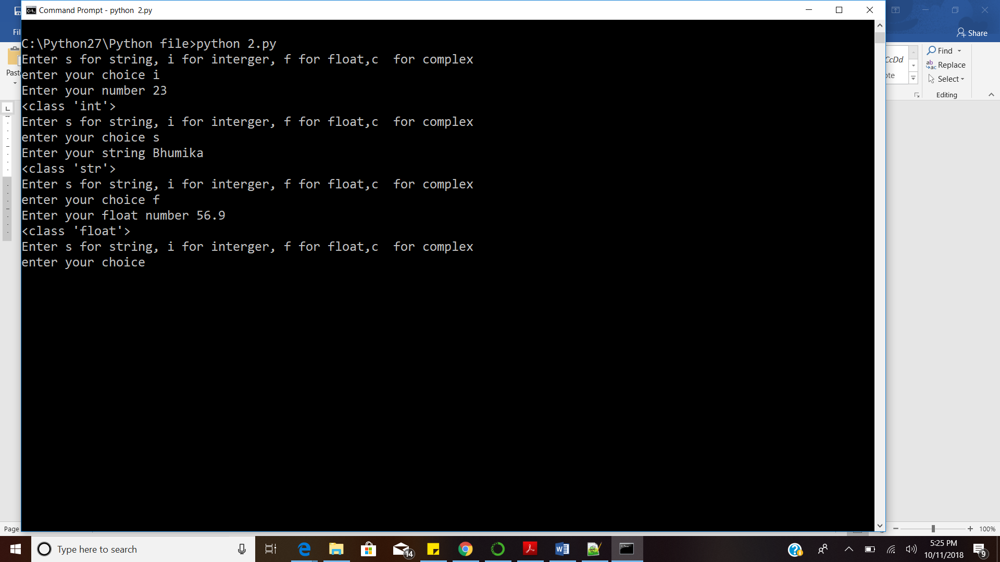 Command Prompt - python  2.py
Fil
Share
C:\Python27\Python file>python 2.py
Enter s for string, i for interger, f for float,c  for complex
enter your choice i
Enter your number 23
<class 'int'>
Enter s for string, i for interger, f for float,c  for complex
enter your choice s
Enter your string Bhumika
<class 'str'>
Enter s for string, i for interger, f for float,c  for complex
enter your choice f
Enter your float number 56.9
<class 'float'>
Enter s for string, i for interger, f for float,c  for complex
enter your choice
Paste
CcDd
ote
Find
Replace
Select
Editing
Page
100%
Type here to search
14
5:25 PM
10/11/2018
9